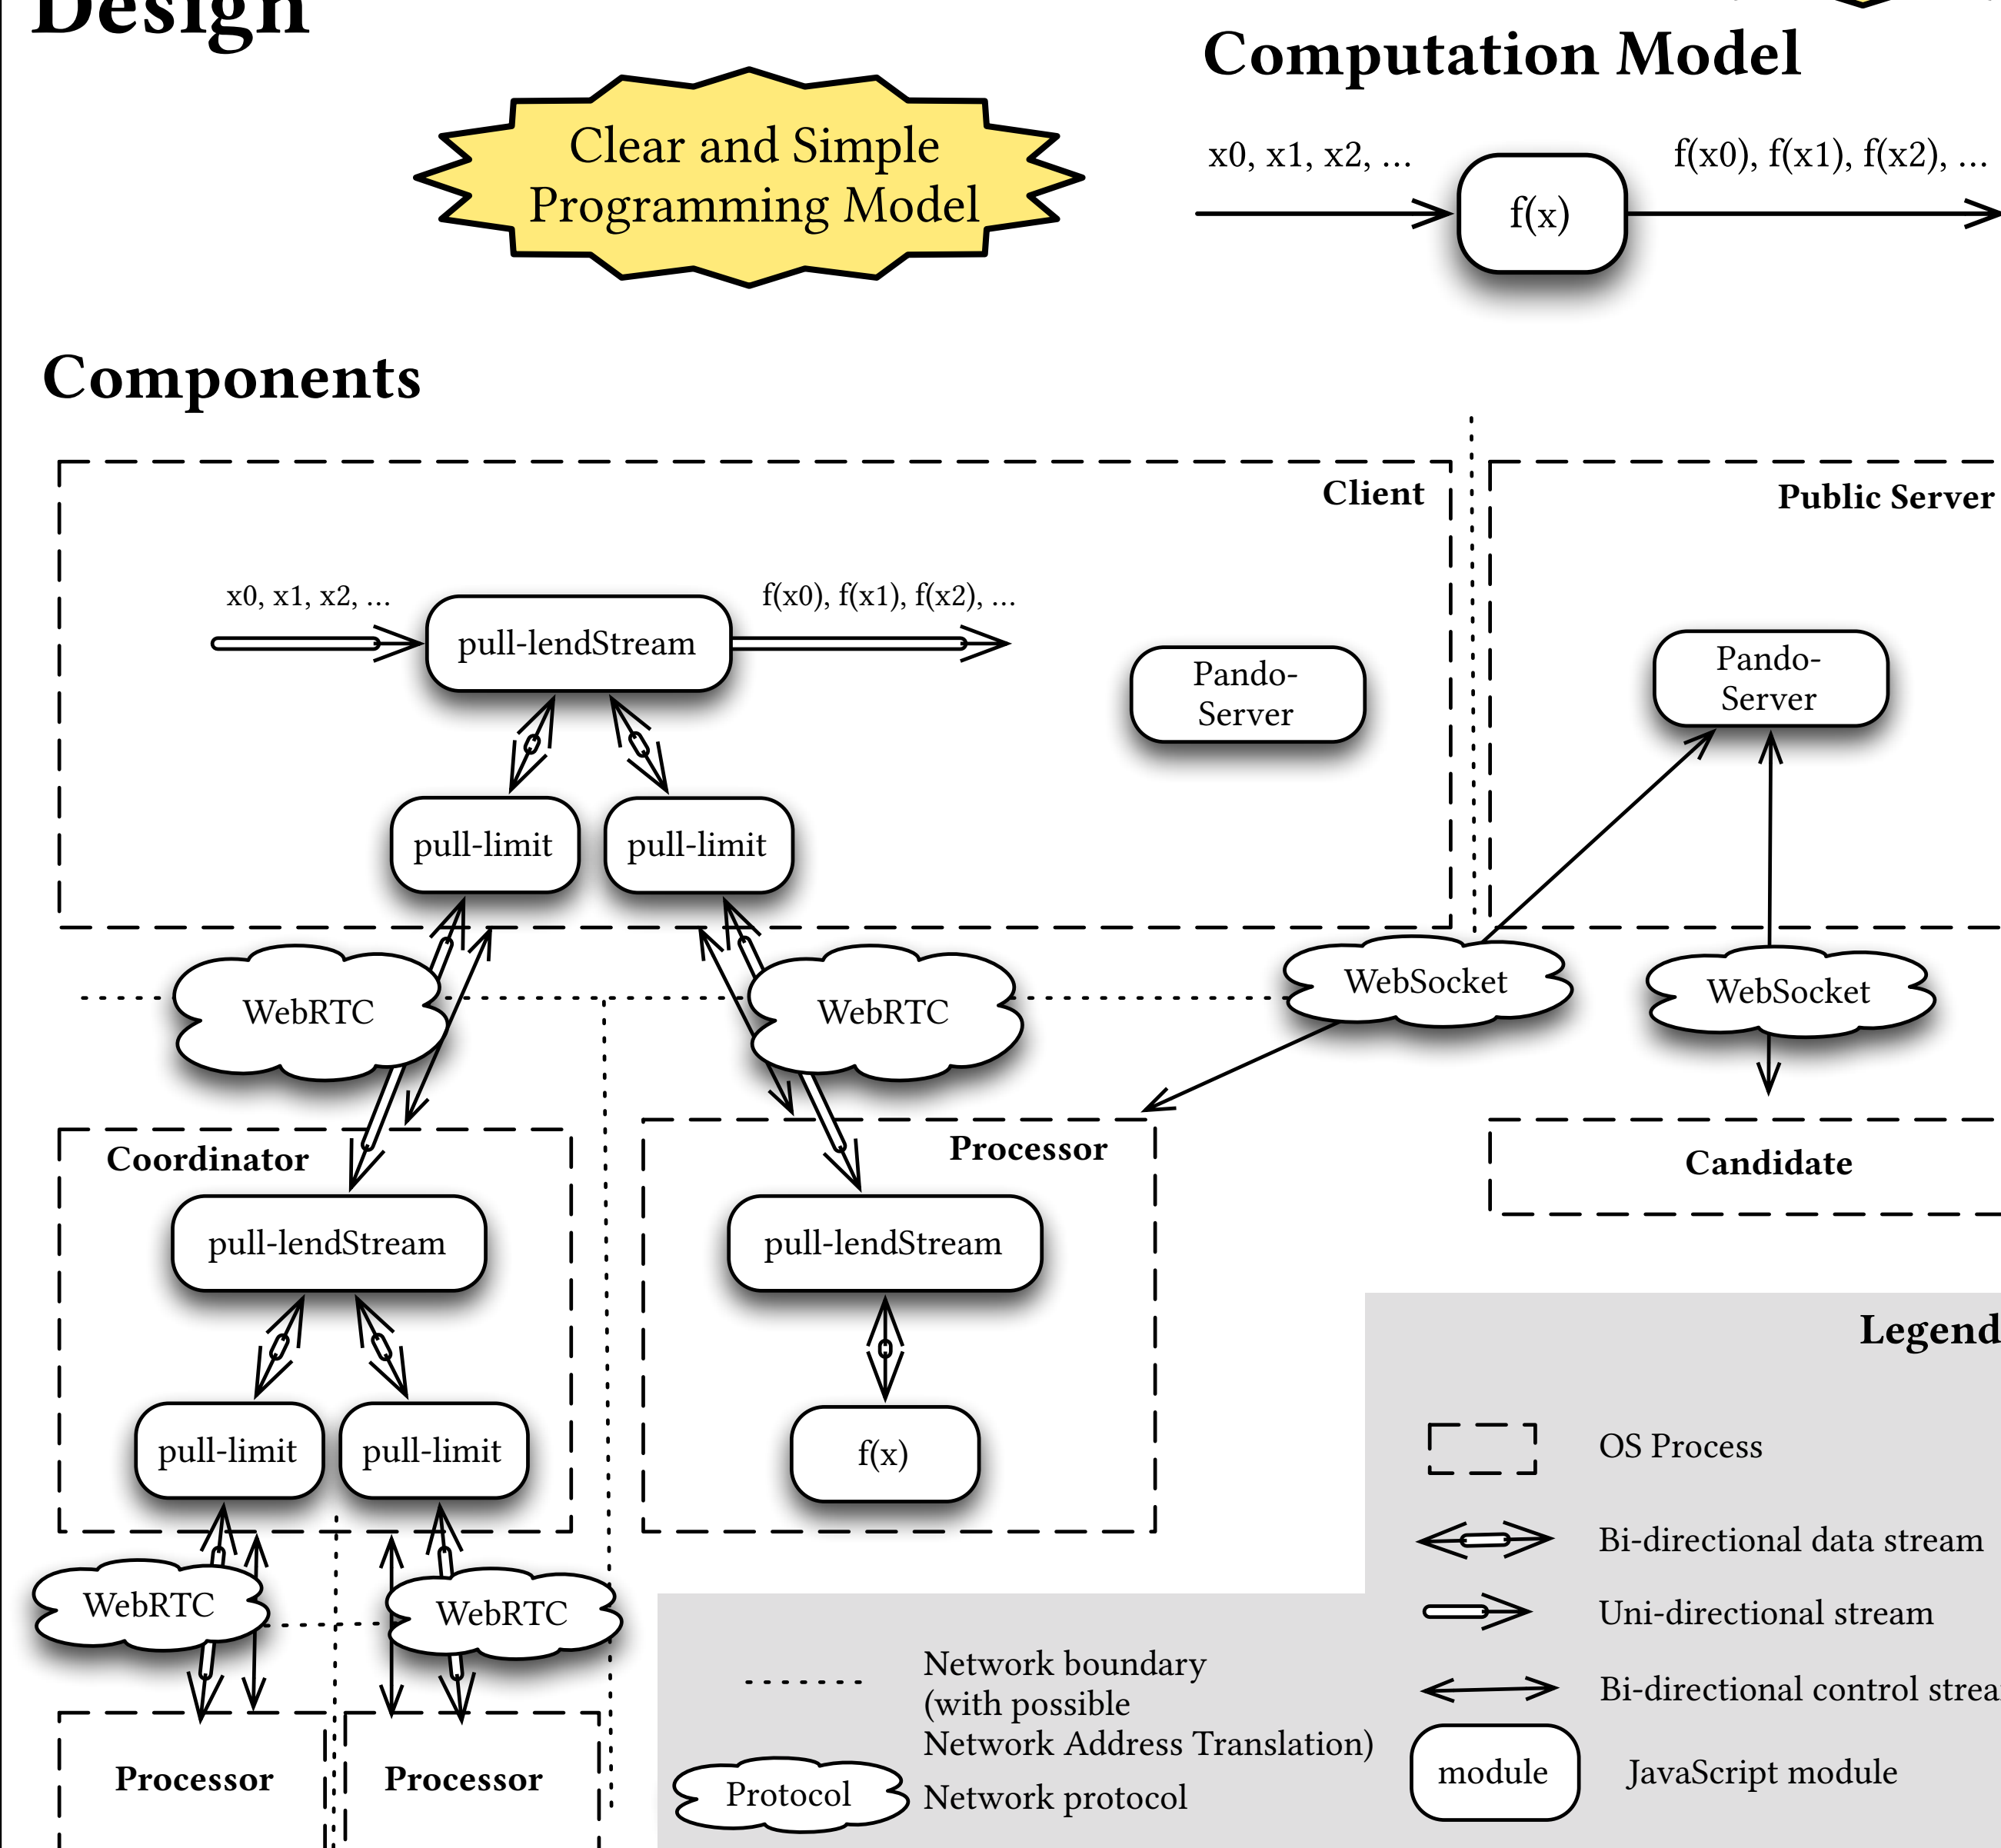 Design
Clear and Simple
Programming Model
Computation Model
x0, x1, x2, ...
f(x)
f(x0), f(x1), f(x2), ...
Components
Client
Public Server
x0, x1, x2, ...
pull-lendStream
f(x0), f(x1), f(x2), ...
Pando-
Server
Pando-
Server
pull-limit
pull-limit
WebRTC
WebRTC
WebSocket
WebSocket
Coordinator
Processor
Candidate
pull-lendStream
pull-lendStream
pull-limit
pull-limit
f(x)
WebRTC
WebRTC
Processor
Processor
Legend
OS Process
Bi-directional data stream
Uni-directional stream
Bi-directional control strea
module
JavaScript module
Network boundary
(with possible
Network Address Translation)
Protocol
Network protocol